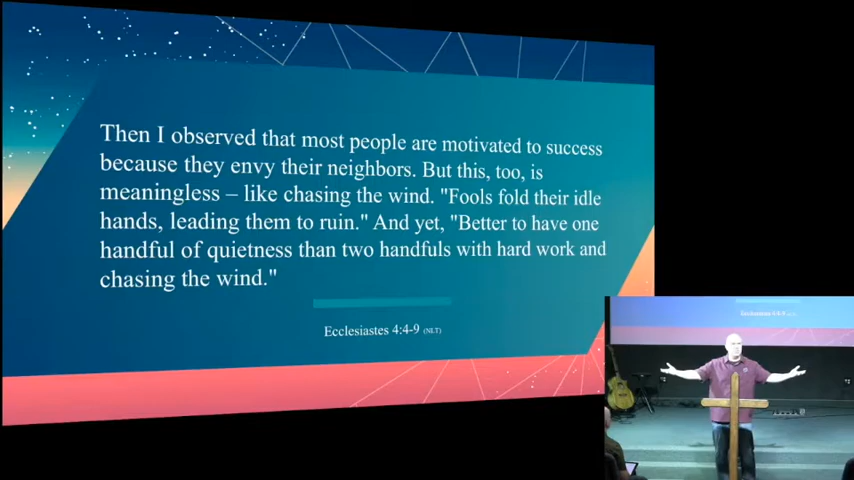 Then I observed that most people are motivated to success
because they envy their neighbors. But this, too, is
meaningless – like chasing the wind. "Fools fold their idle
hands, leading them to ruin." And yet, "Better to have one
handful of quietness than two handfuls with hard work and
chasing the wind."
Ecclesiastes 4:4-9 (NLT)